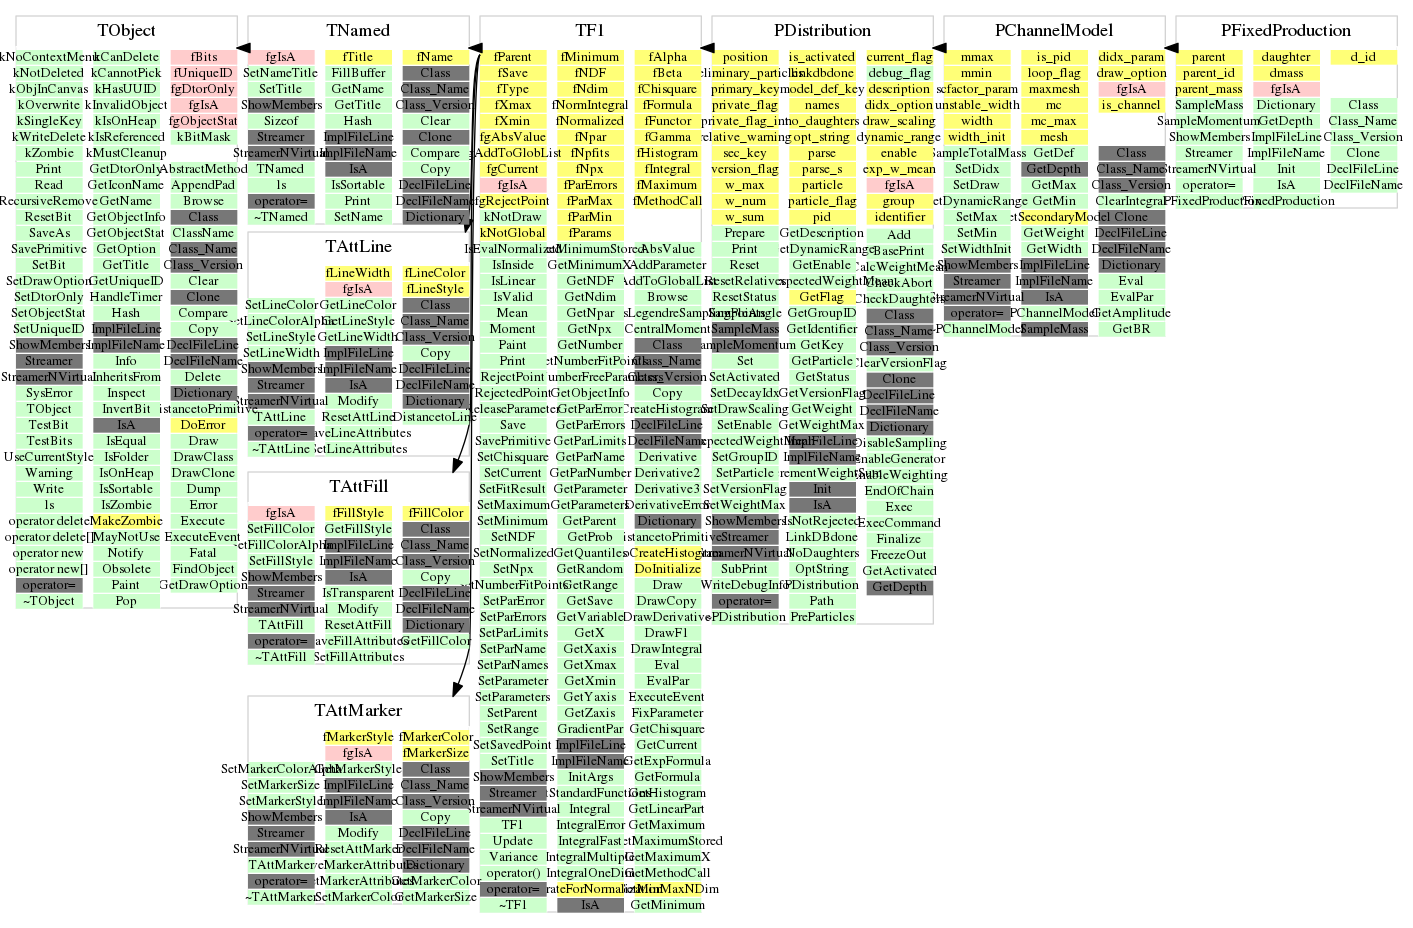 TObject
kCanDelete
kNotDeleted
kCannotPick
kObjInCanvas
kHasUUID
kOverwrite
kInvalidObject
kSingleKey
kIsOnHeap
kWriteDelete
kIsReferenced
kZombie
kMustCleanup
fBits
fUniqueID
fgDtorOnly
fgIsA
fgObjectStat
kBitMask
Print
Read
RecursiveRemove
ResetBit
SaveAs
SavePrimitive
SetBit
SetDrawOption
SetDtorOnly
SetObjectStat
SetUniqueID
ShowMembers
Streamer
StreamerNVirtual
SysError
TObject
TestBit
TestBits
UseCurrentStyle
Warning
Write
ls
operator delete
operator delete[]
operator new
operator new[]
operator=
~TObject
GetDtorOnly
GetIconName
GetName
GetObjectInfo
GetObjectStat
GetOption
GetTitle
GetUniqueID
HandleTimer
Hash
ImplFileLine
ImplFileName
Info
InheritsFrom
Inspect
InvertBit
IsA
IsEqual
IsFolder
IsOnHeap
IsSortable
IsZombie
MakeZombie
MayNotUse
Notify
Obsolete
Paint
Pop
AbstractMethod
AppendPad
Browse
Class
ClassName
Class_Name
Class_Version
Clear
Clone
Compare
Copy
DeclFileLine
DeclFileName
Delete
Dictionary
DoError
Draw
DrawClass
DrawClone
Dump
Error
Execute
ExecuteEvent
Fatal
FindObject
GetDrawOption
TNamed
fgIsA
fTitle
fName
SetNameTitle
SetTitle
ShowMembers
Sizeof
Streamer
StreamerNVirtual
TNamed
ls
operator=
~TNamed
FillBuffer
GetName
GetTitle
Hash
ImplFileLine
ImplFileName
IsA
IsSortable
Print
SetName
Class
Class_Name
Class_Version
Clear
Clone
Compare
Copy
DeclFileLine
DeclFileName
Dictionary
TAttLine
fLineWidth
fLineColor
fgIsA
fLineStyle
SetLineColor
SetLineStyle
SetLineWidth
ShowMembers
Streamer
StreamerNVirtual
TAttLine
operator=
~TAttLine
GetLineColor
GetLineStyle
GetLineWidth
ImplFileLine
ImplFileName
IsA
Modify
ResetAttLine
SetLineAttributes
Class
Class_Name
Class_Version
Copy
DeclFileLine
DeclFileName
Dictionary
DistancetoLine
TAttFill
fgIsA
fFillStyle
fFillColor
SetFillColor
SetFillStyle
ShowMembers
Streamer
StreamerNVirtual
TAttFill
operator=
~TAttFill
GetFillStyle
ImplFileLine
ImplFileName
IsA
IsTransparent
Modify
ResetAttFill
SetFillAttributes
Class
Class_Name
Class_Version
Copy
DeclFileLine
DeclFileName
Dictionary
GetFillColor
TAttMarker
fMarkerStyle
fMarkerColor
fgIsA
fMarkerSize
SetMarkerSize
SetMarkerStyle
ShowMembers
Streamer
StreamerNVirtual
TAttMarker
operator=
~TAttMarker
GetMarkerStyle
ImplFileLine
ImplFileName
IsA
Modify
ResetAttMarker
SetMarkerColor
Class
Class_Name
Class_Version
Copy
DeclFileLine
DeclFileName
Dictionary
GetMarkerColor
GetMarkerSize
TF1
fParent
fSave
fType
fXmax
fXmin
fgAbsValue
fgAddToGlobList
fgCurrent
fgIsA
fgRejectPoint
kNotDraw
kNotGlobal
fMinimum
fNDF
fNdim
fNormIntegral
fNormalized
fNpar
fNpfits
fNpx
fParErrors
fParMax
fParMin
fParams
fAlpha
fBeta
fChisquare
fFormula
fFunctor
fGamma
fHistogram
fIntegral
fMaximum
fMethodCall
IsEvalNormalized
IsInside
IsLinear
IsValid
Mean
Moment
Paint
Print
RejectPoint
RejectedPoint
ReleaseParameter
Save
SavePrimitive
SetChisquare
SetCurrent
SetFitResult
SetMaximum
SetMinimum
SetNDF
SetNormalized
SetNpx
SetParError
SetParErrors
SetParLimits
SetParName
SetParNames
SetParameter
SetParameters
SetParent
SetRange
SetSavedPoint
SetTitle
ShowMembers
Streamer
StreamerNVirtual
TF1
Update
Variance
operator()
operator=
~TF1
GetMinimumX
GetNDF
GetNdim
GetNpar
GetNpx
GetNumber
GetObjectInfo
GetParError
GetParErrors
GetParLimits
GetParName
GetParNumber
GetParameter
GetParameters
GetParent
GetProb
GetQuantiles
GetRandom
GetRange
GetSave
GetVariable
GetX
GetXaxis
GetXmax
GetXmin
GetYaxis
GetZaxis
GradientPar
ImplFileLine
ImplFileName
InitArgs
Integral
IntegralError
IntegralFast
IntegralMultiple
IntegralOneDim
IsA
AbsValue
AddParameter
AddToGlobalList
Browse
CentralMoment
Class
Class_Name
Class_Version
Copy
CreateHistogram
DeclFileLine
DeclFileName
Derivative
Derivative2
Derivative3
DerivativeError
Dictionary
DistancetoPrimitive
DoCreateHistogram
DoInitialize
Draw
DrawCopy
DrawDerivative
DrawF1
DrawIntegral
Eval
EvalPar
ExecuteEvent
FixParameter
GetChisquare
GetCurrent
GetExpFormula
GetFormula
GetHistogram
GetLinearPart
GetMaximum
GetMaximumStored
GetMaximumX
GetMethodCall
GetMinMaxNDim
GetMinimum
PDistribution
position
primary_key
private_flag
relative_warning
sec_key
version_flag
w_max
w_num
w_sum
is_activated
linkdbdone
model_def_key
names
no_daughters
opt_string
parse
parse_s
particle
particle_flag
pid
current_flag
debug_flag
description
didx_option
draw_scaling
dynamic_range
enable
exp_w_mean
fgIsA
group
identifier
Prepare
Print
Reset
ResetRelatives
ResetStatus
SampleAngle
SampleMass
SampleMomentum
Set
SetActivated
SetDecayIdx
SetDrawScaling
SetEnable
SetGroupID
SetParticle
SetVersionFlag
SetWeightMax
ShowMembers
Streamer
StreamerNVirtual
SubPrint
WriteDebugInfo
operator=
~PDistribution
GetDescription
GetDynamicRange
GetEnable
GetFlag
GetGroupID
GetIdentifier
GetKey
GetParticle
GetStatus
GetVersionFlag
GetWeight
GetWeightMax
ImplFileLine
ImplFileName
Init
IsA
IsNotRejected
LinkDBdone
NoDaughters
OptString
PDistribution
Path
PreParticles
Add
BasePrint
CalcWeightMean
CheckAbort
CheckDaughters
Class
Class_Name
Class_Version
ClearVersionFlag
Clone
DeclFileLine
DeclFileName
Dictionary
DisableSampling
EnableGenerator
EnableWeighting
EndOfChain
Exec
ExecCommand
Finalize
FreezeOut
GetActivated
GetDepth
PChannelModel
mmax
mmin
scfactor_param
unstable_width
width
width_init
is_pid
loop_flag
maxmesh
mc
mc_max
mesh
didx_param
draw_option
fgIsA
is_channel
SampleTotalMass
SetDidx
SetDraw
SetDynamicRange
SetMax
SetMin
SetWidthInit
ShowMembers
Streamer
StreamerNVirtual
operator=
~PChannelModel
GetDef
GetDepth
GetMax
GetMin
GetSecondaryModel
GetWeight
GetWidth
ImplFileLine
ImplFileName
IsA
PChannelModel
SampleMass
Class
Class_Name
Class_Version
ClearIntegral
Clone
DeclFileLine
DeclFileName
Dictionary
Eval
EvalPar
GetAmplitude
GetBR
PFixedProduction
parent
daughter
d_id
parent_id
dmass
parent_mass
fgIsA
SampleMass
SampleMomentum
ShowMembers
Streamer
StreamerNVirtual
operator=
~PFixedProduction
Dictionary
GetDepth
ImplFileLine
ImplFileName
Init
IsA
PFixedProduction
Class
Class_Name
Class_Version
Clone
DeclFileLine
DeclFileName